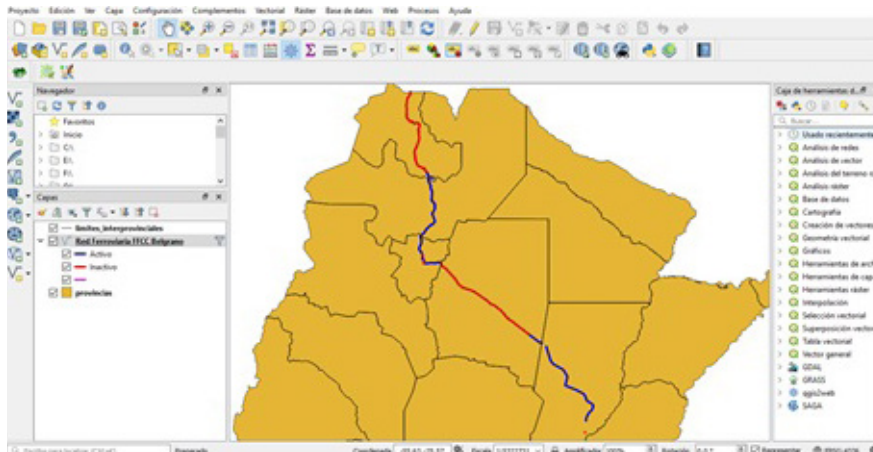 Proyecto Edición Ver Capa Configuración Complementos Vectorial Ráster Base de datos Web Procesos Ayuda
Navegador
Favoritos
Inicio
C:\
E:\
F:\
Capas
límites_interprovinciales
Red Ferroviaria FFCC Belgrano
Activo
Inactivo
provincias
Caja de herramientas d...
Buscar...
Usado recientemente
Análisis de redes
Análisis de vector
Análisis del terreno
Análisis ráster
Base de datos
Cartografía
Creación de vectores
Geometría vectorial
Gráficos
Herramientas de arch
Herramientas de cap
Herramientas ráster
Interpolación
Selección vectorial
Superposición vector
Tabla vectorial
Vector general
GDAL
GRASS
qgis2web
SAGA
Coordenada Escala Amplificador 100% Rotación Representar